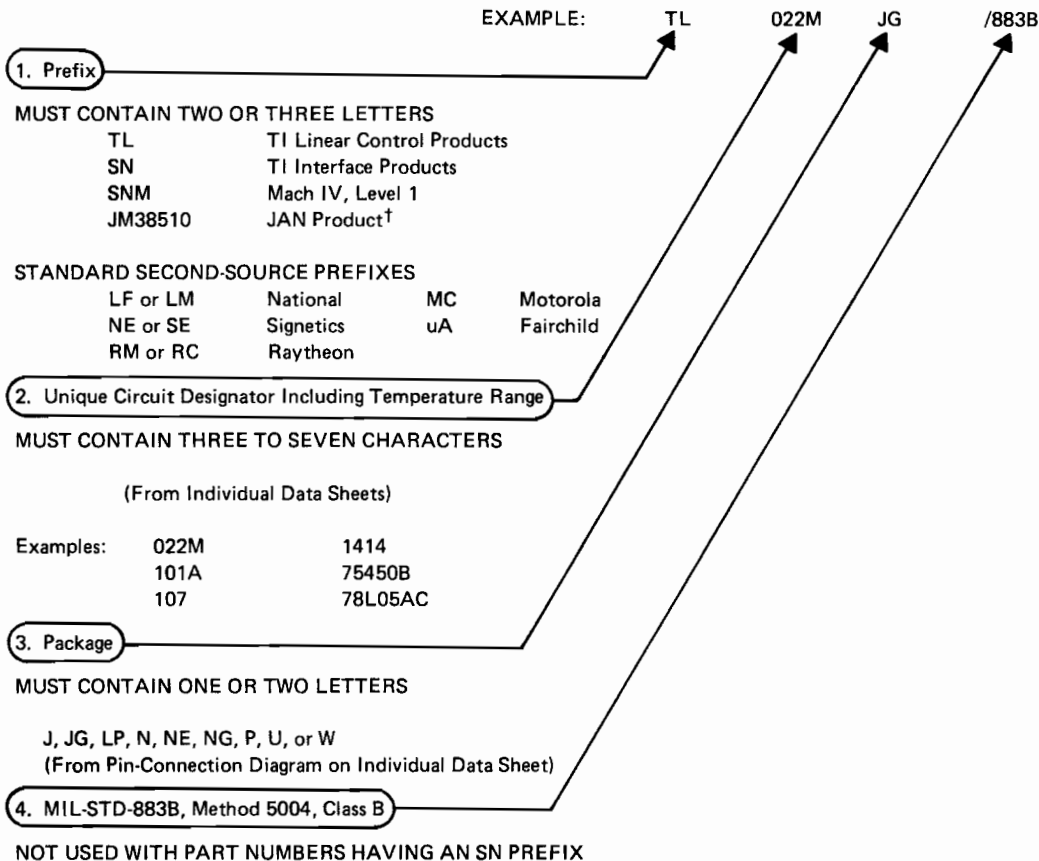 EXAMPLE: TL 022M JG /883B
1. Prefix
MUST CONTAIN TWO OR THREE LETTERS
TL TI Linear Control Products
SN TI Interface Products
SNM Mach IV, Level 1
JM38510 JAN Product†
STANDARD SECOND-SOURCE PREFIXES
LF or LM National MC Motorola
NE or SE Signetics uA Fairchild
RM or RC Raytheon
2. Unique Circuit Designator Including Temperature Range
MUST CONTAIN THREE TO SEVEN CHARACTERS
(From Individual Data Sheets)
Examples: 022M 1414
101A 75450B
107 78L05AC
3. Package
MUST CONTAIN ONE OR TWO LETTERS
J, JG, LP, N, NE, NG, P, U, or W
(From Pin-Connection Diagram on Individual Data Sheet)
4. MIL-STD-883B, Method 5004, Class B
NOT USED WITH PART NUMBERS HAVING AN SN PREFIX